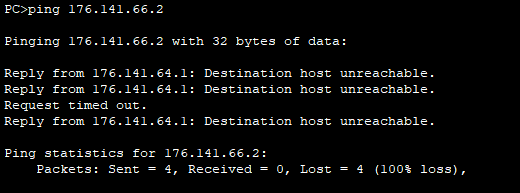 PC>ping 176.141.66.2
Pinging 176.141.66.2 with 32 bytes of data:
Reply from 176.141.64.1: Destination host unreachable.
Reply from 176.141.64.1: Destination host unreachable.
Request timed out.
Reply from 176.141.64.1: Destination host unreachable.
Ping statistics for 176.141.66.2:
    Packets: Sent = 4, Received = 0, Lost = 4 (100% loss),